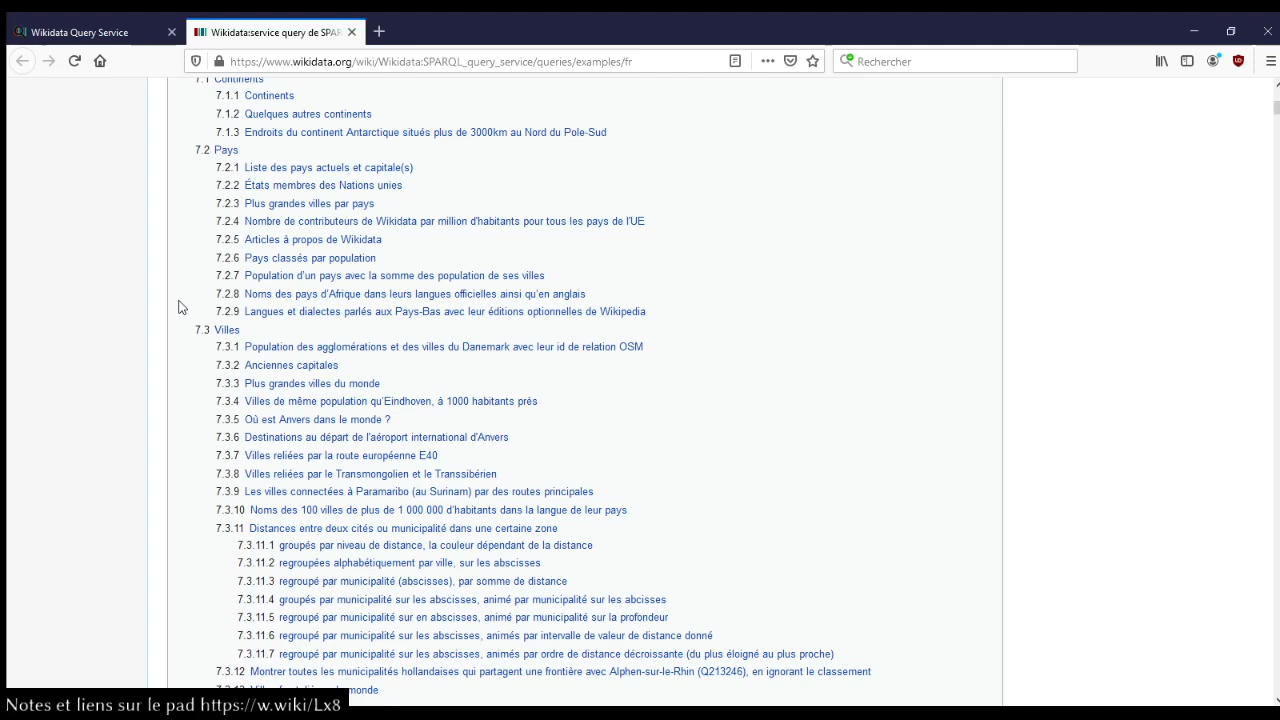 Wikidata Query Service
Wikidata:service query de SPAR
https://www.wikidata.org/wiki/Wikidata:SPARQL_query_service/queries/examples/fr
Rechercher
7.1 Continents
7.1.1 Continents
7.1.2 Quelques autres continents
7.1.3 Endroits du continent Antarctique situés plus de 3000km au Nord du Pole-Sud
7.2 Pays
7.2.1 Liste des pays actuels et capitale(s)
7.2.2 États membres des Nations unies
7.2.3 Plus grandes villes par pays
7.2.4 Nombre de contributeurs de Wikidata par million d'habitants pour tous les pays de l'UE
7.2.5 Articles à propos de Wikidata
7.2.6 Pays classés par population
7.2.7 Population d'un pays avec la somme des population de ses villes
7.2.8 Noms des pays d'Afrique dans leurs langues officielles ainsi qu'en anglais
7.2.9 Langues et dialectes parlés aux Pays-Bas avec leur éditions optionnelles de Wikipedia
7.3 Villes
7.3.1 Population des agglomérations et des villes du Danemark avec leur id de relation OSM
7.3.2 Anciennes capitales
7.3.3 Plus grandes villes du monde
7.3.4 Villes de même population qu'Eindhoven, à 1000 habitants près
7.3.5 Où est Anvers dans le monde ?
7.3.6 Destinations au départ de l'aéroport international d'Anvers
7.3.7 Villes reliées par la route européenne E40
7.3.8 Villes reliées par le Transmongolien et le Transsibérien
7.3.9 Les villes connectées à Paramaribo (au Surinam) par des routes principales
7.3.10 Noms des 100 villes de plus de 1 000 000 d'habitants dans la langue de leur pays
7.3.11 Distances entre deux cités ou municipalité dans une certaine zone
7.3.11.1 groupés par niveau de distance, la couleur dépendant de la distance
7.3.11.2 regroupées alphabétiquement par ville, sur les abscisses
7.3.11.3 regroupé par municipalité (abscisses), par somme de distance
7.3.11.4 groupés par municipalité sur les abscisses, animé par municipalité sur les abcisses
7.3.11.5 regroupé par municipalité sur en abscisses, animé par municipalité sur la profondeur
7.3.11.6 regroupé par municipalité sur les abscisses, animés par intervalle de valeur de distance donné
7.3.11.7 regroupé par municipalité sur les abscisses, animés par ordre de distance décroissante (du plus éloigné au plus proche)
7.3.12 Montrer toutes les municipalités hollandaises qui partagent une frontière avec Alphen-sur-le-Rhin (Q213246), en ignorant le classement
monde
Notes et liens sur le pad https://w.wiki/Lx8